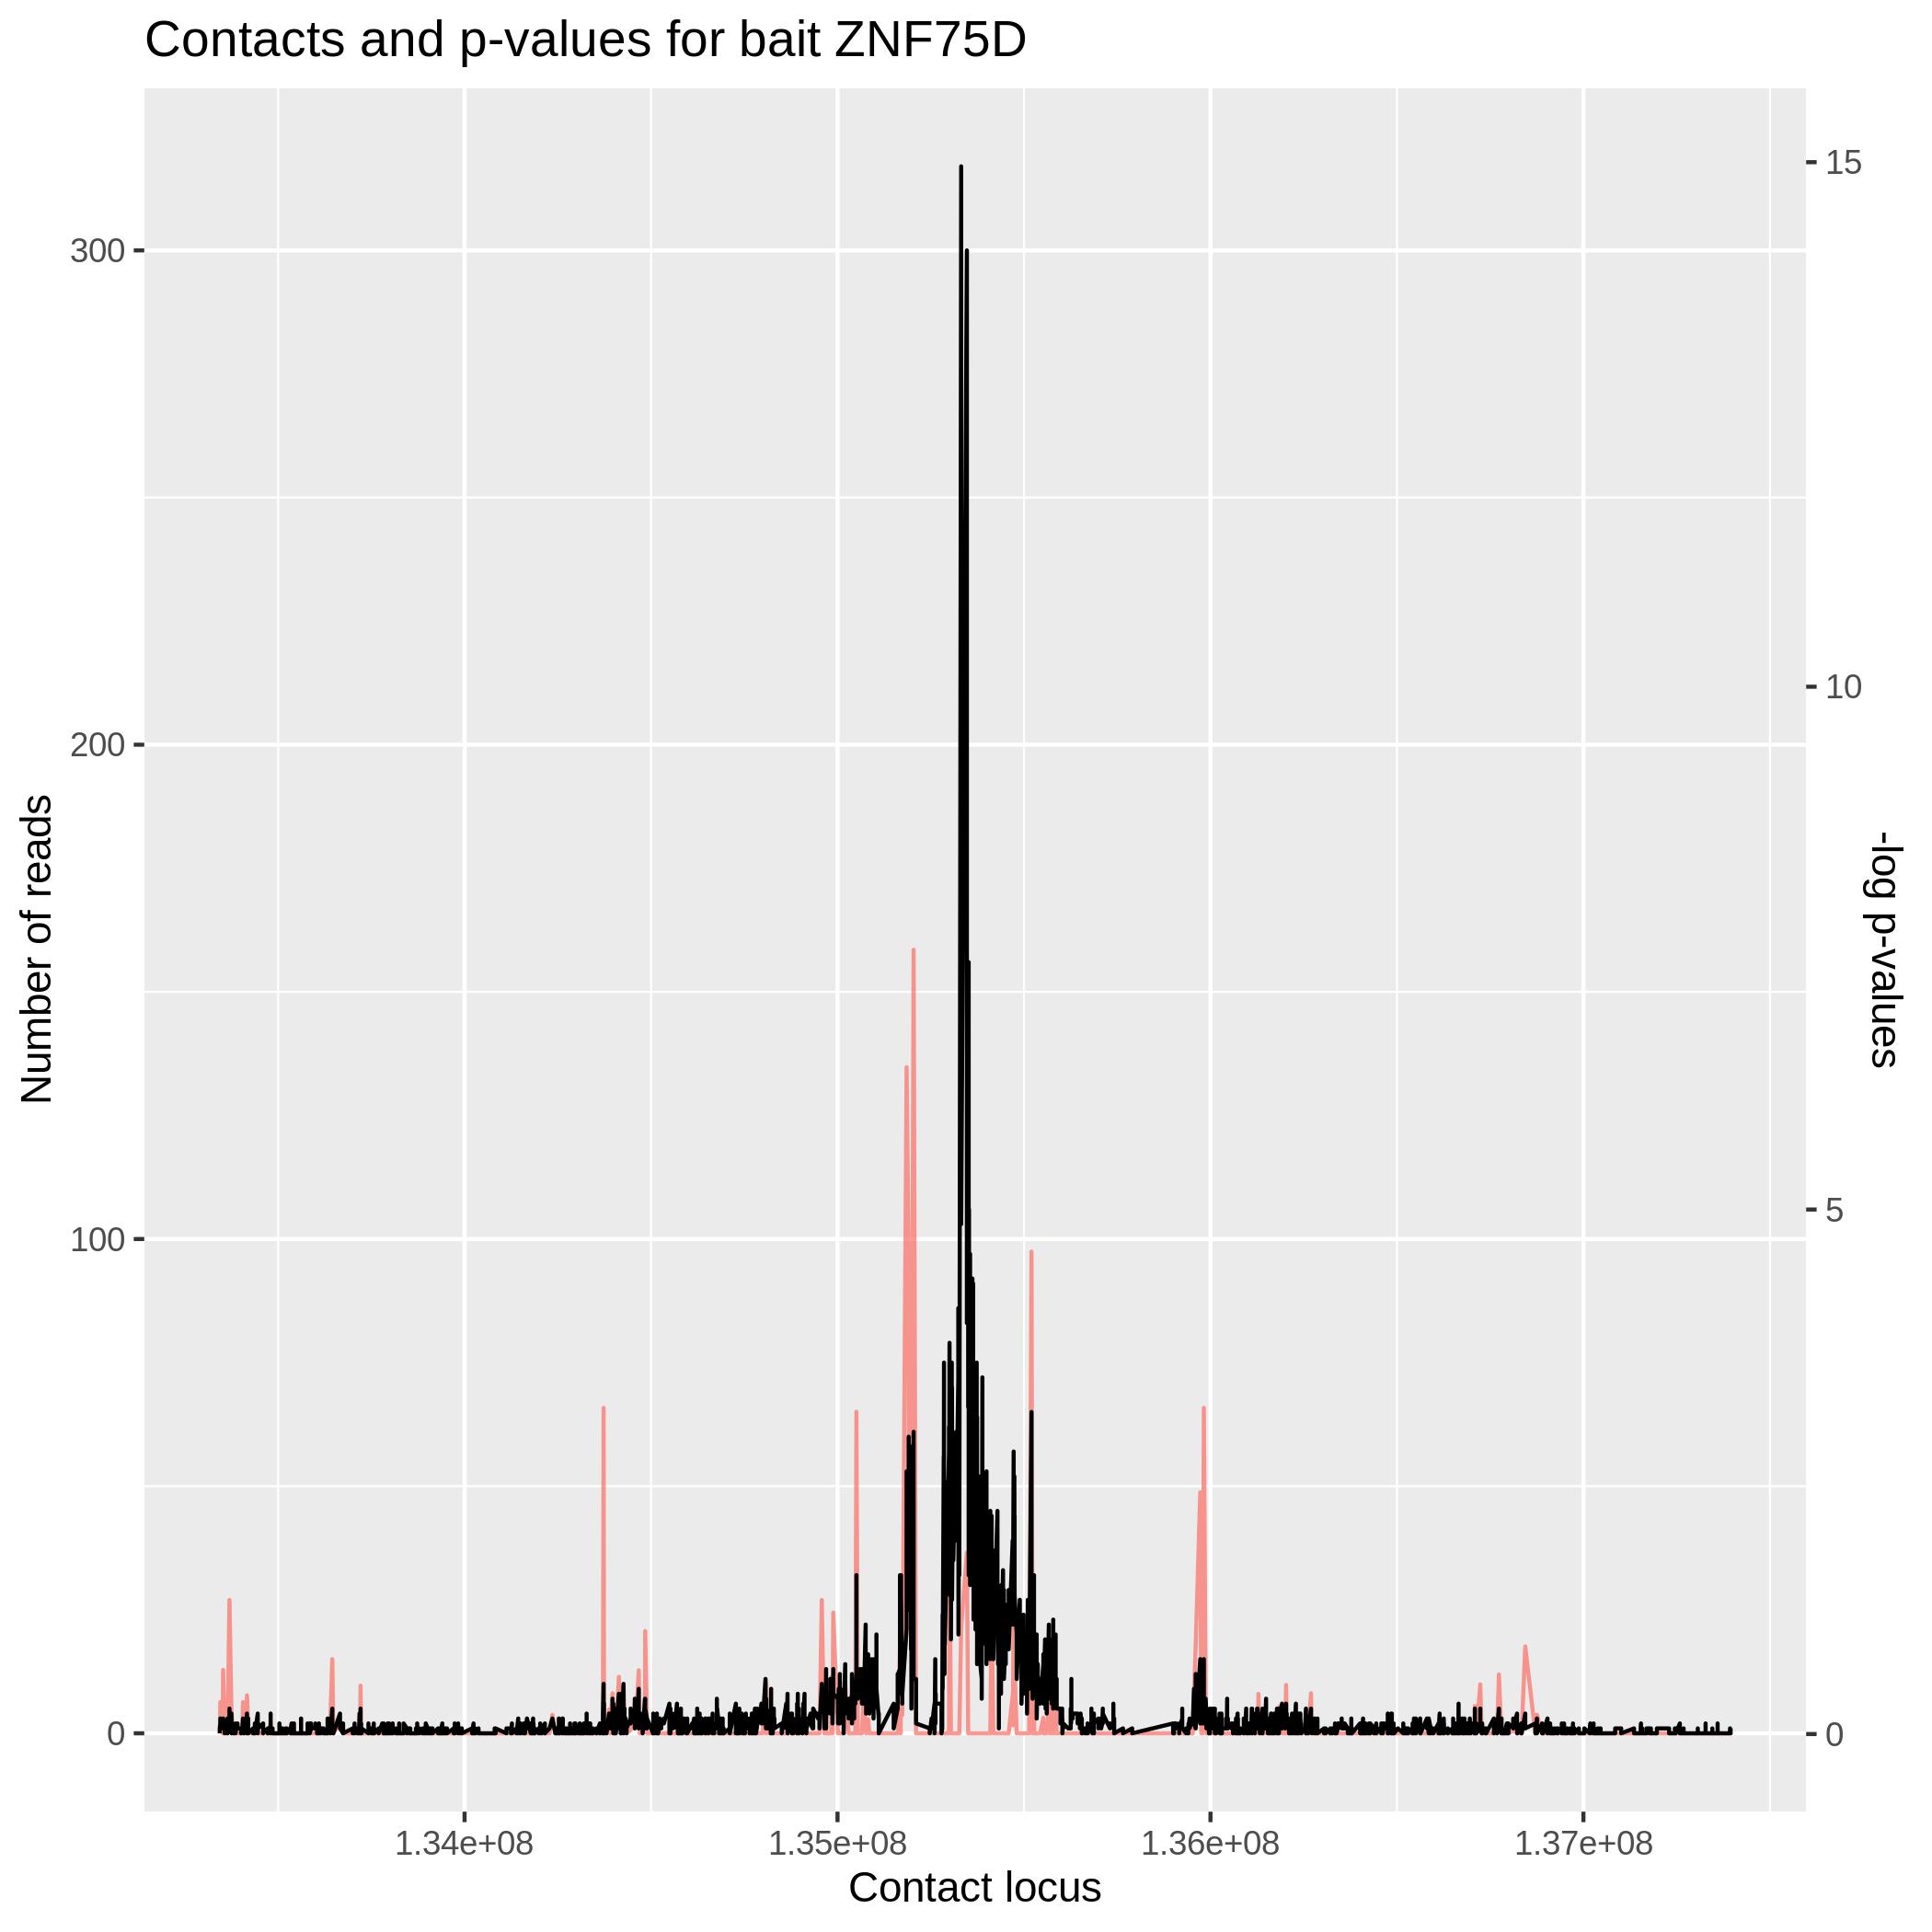 Contacts and p-values for bait ZNF75D
15
300
10
200
Number of reads
-log p-values
5
100
0
0
1.34e+08
1.35e+08
1.36e+08
1.37e+08
Contact locus